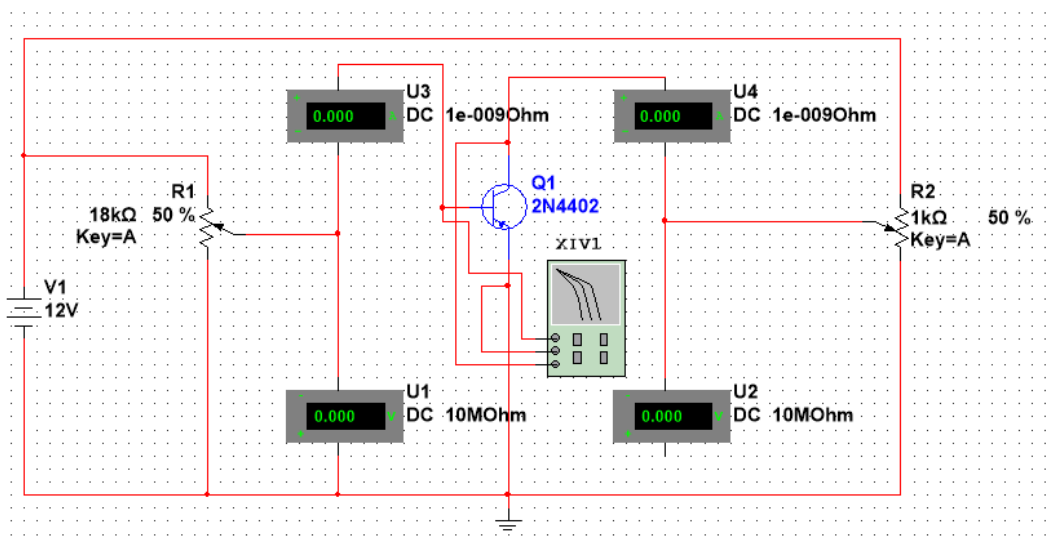 U3
0.000 A
DC 1e-009Ohm
U4
0.000 A
DC 1e-009Ohm
R1
18kΩ 50 %
Key=A
Q1
2N4402
R2
1kΩ 50 %
Key=A
XIV1
V1
12V
U1
0.000 V
DC 10MOhm
U2
0.000 V
DC 10MOhm